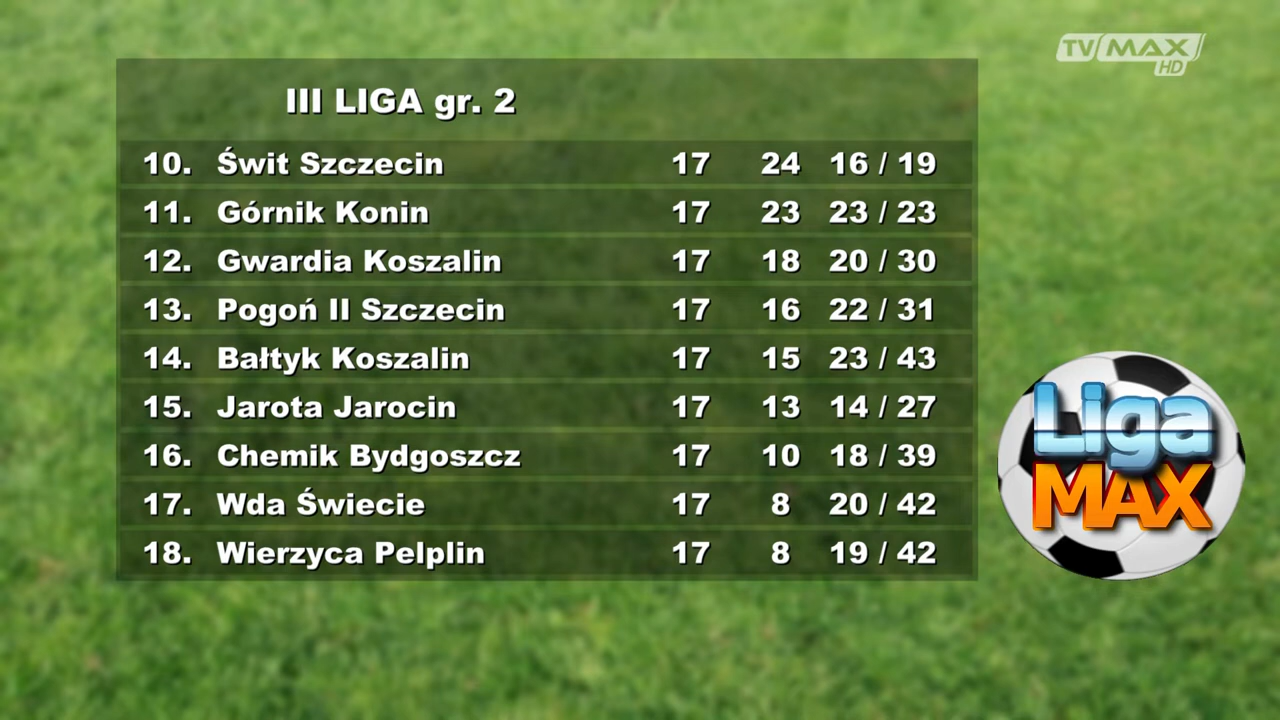 TV MAX HD
III LIGA gr. 2
10. Świt Szczecin 17 24 16 / 19
11. Górnik Konin 17 23 23 / 23
12. Gwardia Koszalin 17 18 20 / 30
13. Pogoń II Szczecin 17 16 22 / 31
14. Bałtyk Koszalin 17 15 23 / 43
15. Jarota Jarocin 17 13 14 / 27
16. Chemik Bydgoszcz 17 10 18 / 39
17. Wda Świecie 17 8 20 / 42
18. Wierzyca Pelplin 17 8 19 / 42
Liga
MAX